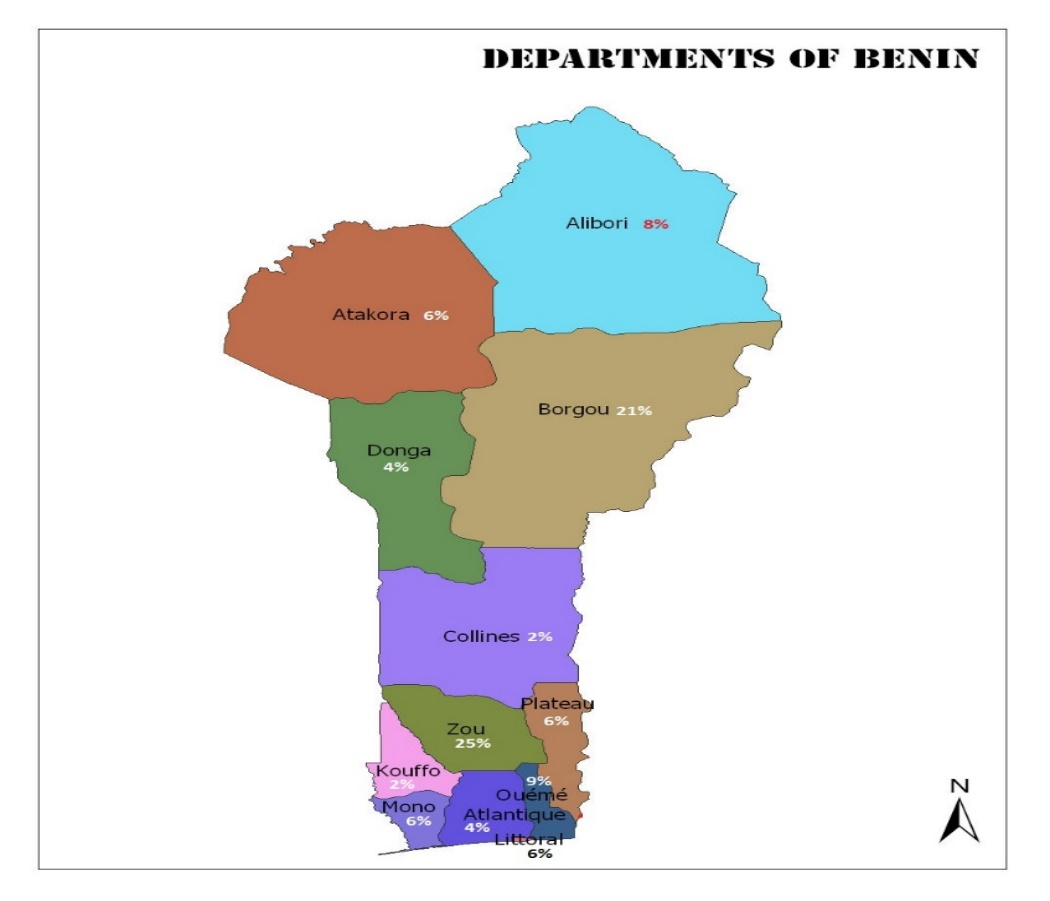 DEPARTMENTS OF BENIN
Alibori 8%
Atakora 6%
Borgou 21%
Donga
4%
Collines 2%
Plateau
6%
Zou
25%
Kouffo
2%
9%
Ouémé
Mono
6%
Atlantique
4%
Littoral
6%
N